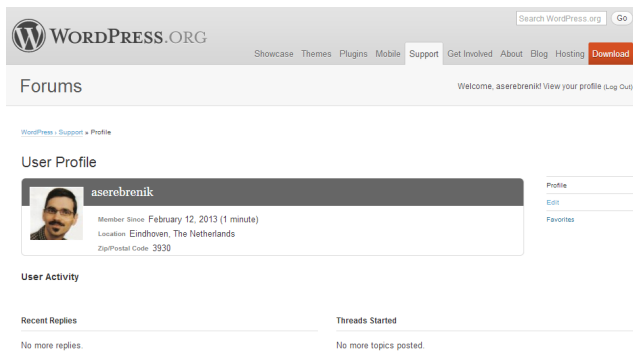 Search WordPress.org Go
WORDPRESS.ORG
Showcase Themes Plugins Mobile Support Get Involved About Blog Hosting Download
Forums
Welcome, aserebrenik! View your profile (Log Out)
WordPress › Support » Profile
User Profile
aserebrenik
Member Since February 12, 2013 (1 minute)
Location Eindhoven, The Netherlands
Zip/Postal Code 3930
Profile
Edit
Favorites
User Activity
Recent Replies
Threads Started
No more replies.
No more topics posted.